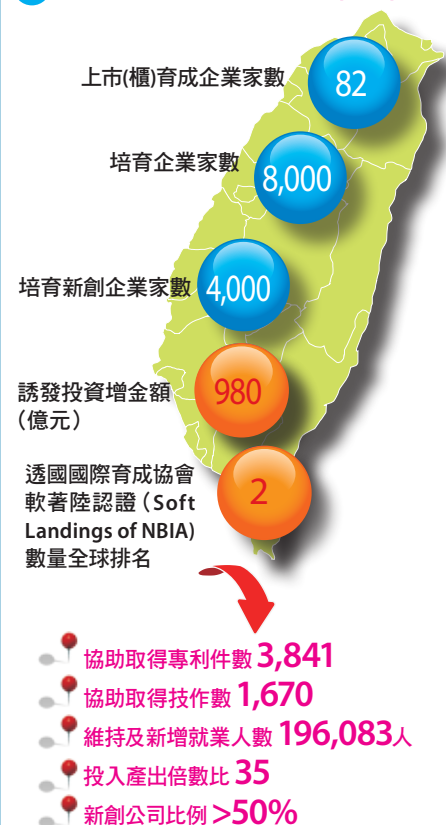 上市(櫃)育成企業家數 82
培育企業家數 8,000
培育新創企業家數 4,000
誘發投資增金額 980
（億元）
透國國際育成協會
軟著陸認證（Soft
Landings of NBIA)
數量全球排名
2
協助取得專利件數 3,841
協助取得技作數 1,670
維持及新增就業人數 196,083人
投入產出倍數比 35
新創公司比例 >50%